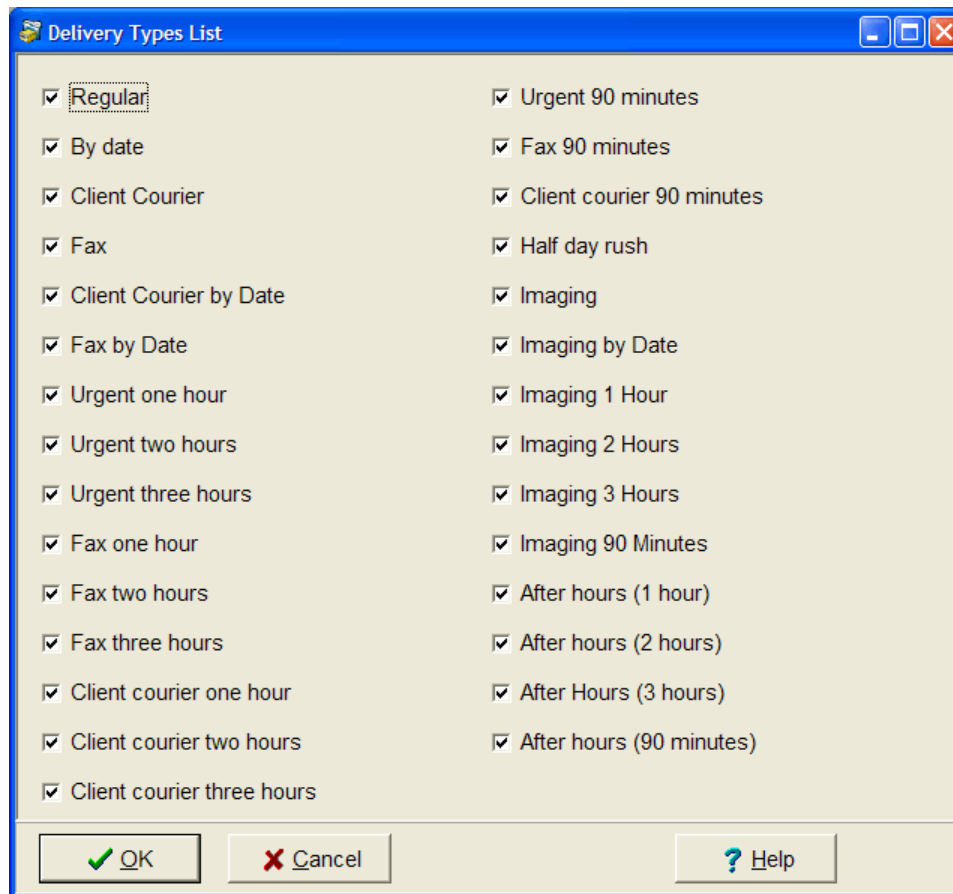 Delivery Types List
Regular
By date
Client Courier
Fax
Client Courier by Date
Fax by Date
Urgent one hour
Urgent two hours
Urgent three hours
Fax one hour
Fax two hours
Fax three hours
Client courier one hour
Client courier two hours
Client courier three hours
Urgent 90 minutes
Fax 90 minutes
Client courier 90 minutes
Half day rush
Imaging
Imaging by Date
Imaging 1 Hour
Imaging 2 Hours
Imaging 3 Hours
Imaging 90 Minutes
After hours (1 hour)
After hours (2 hours)
After Hours (3 hours)
After hours (90 minutes)
OK
Cancel
? Help